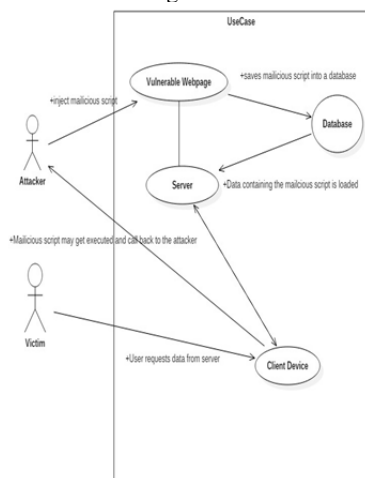 UseCase
Vulnerable Webpage
+saves mailicious script into a database
+inject mailicious script
Database
Attacker
Server
+Data containing the mailcious script is loaded
+Mailicious script may get executed and call back to the attacker
Victim
+User requests data from server
Client Device